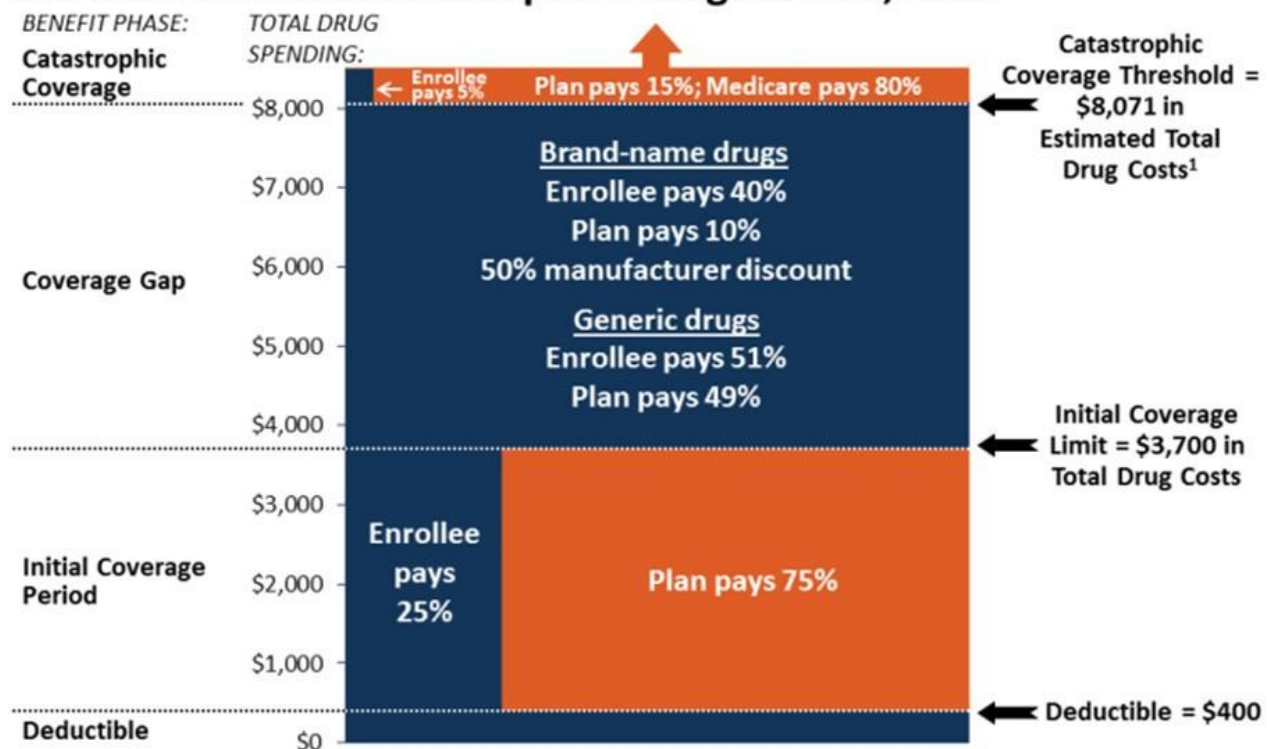 BENEFIT PHASE:
TOTAL DRUG
SPENDING:
Catastrophic
Coverage
Enrollee
pays 5%
Plan pays 15%; Medicare pays 80%
Catastrophic
Coverage Threshold =
$8,071 in
Estimated Total
Drug Costs¹
$8,000
Brand-name drugs
Enrollee pays 40%
Plan pays 10%
50% manufacturer discount
Generic drugs
Enrollee pays 51%
Plan pays 49%
$7,000
$6,000
$5,000
$4,000
Coverage Gap
Initial Coverage
Limit = $3,700 in
Total Drug Costs
$3,000
$2,000
$1,000
Initial Coverage
Period
Enrollee
pays
25%
Plan pays 75%
Deductible = $400
Deductible
$0